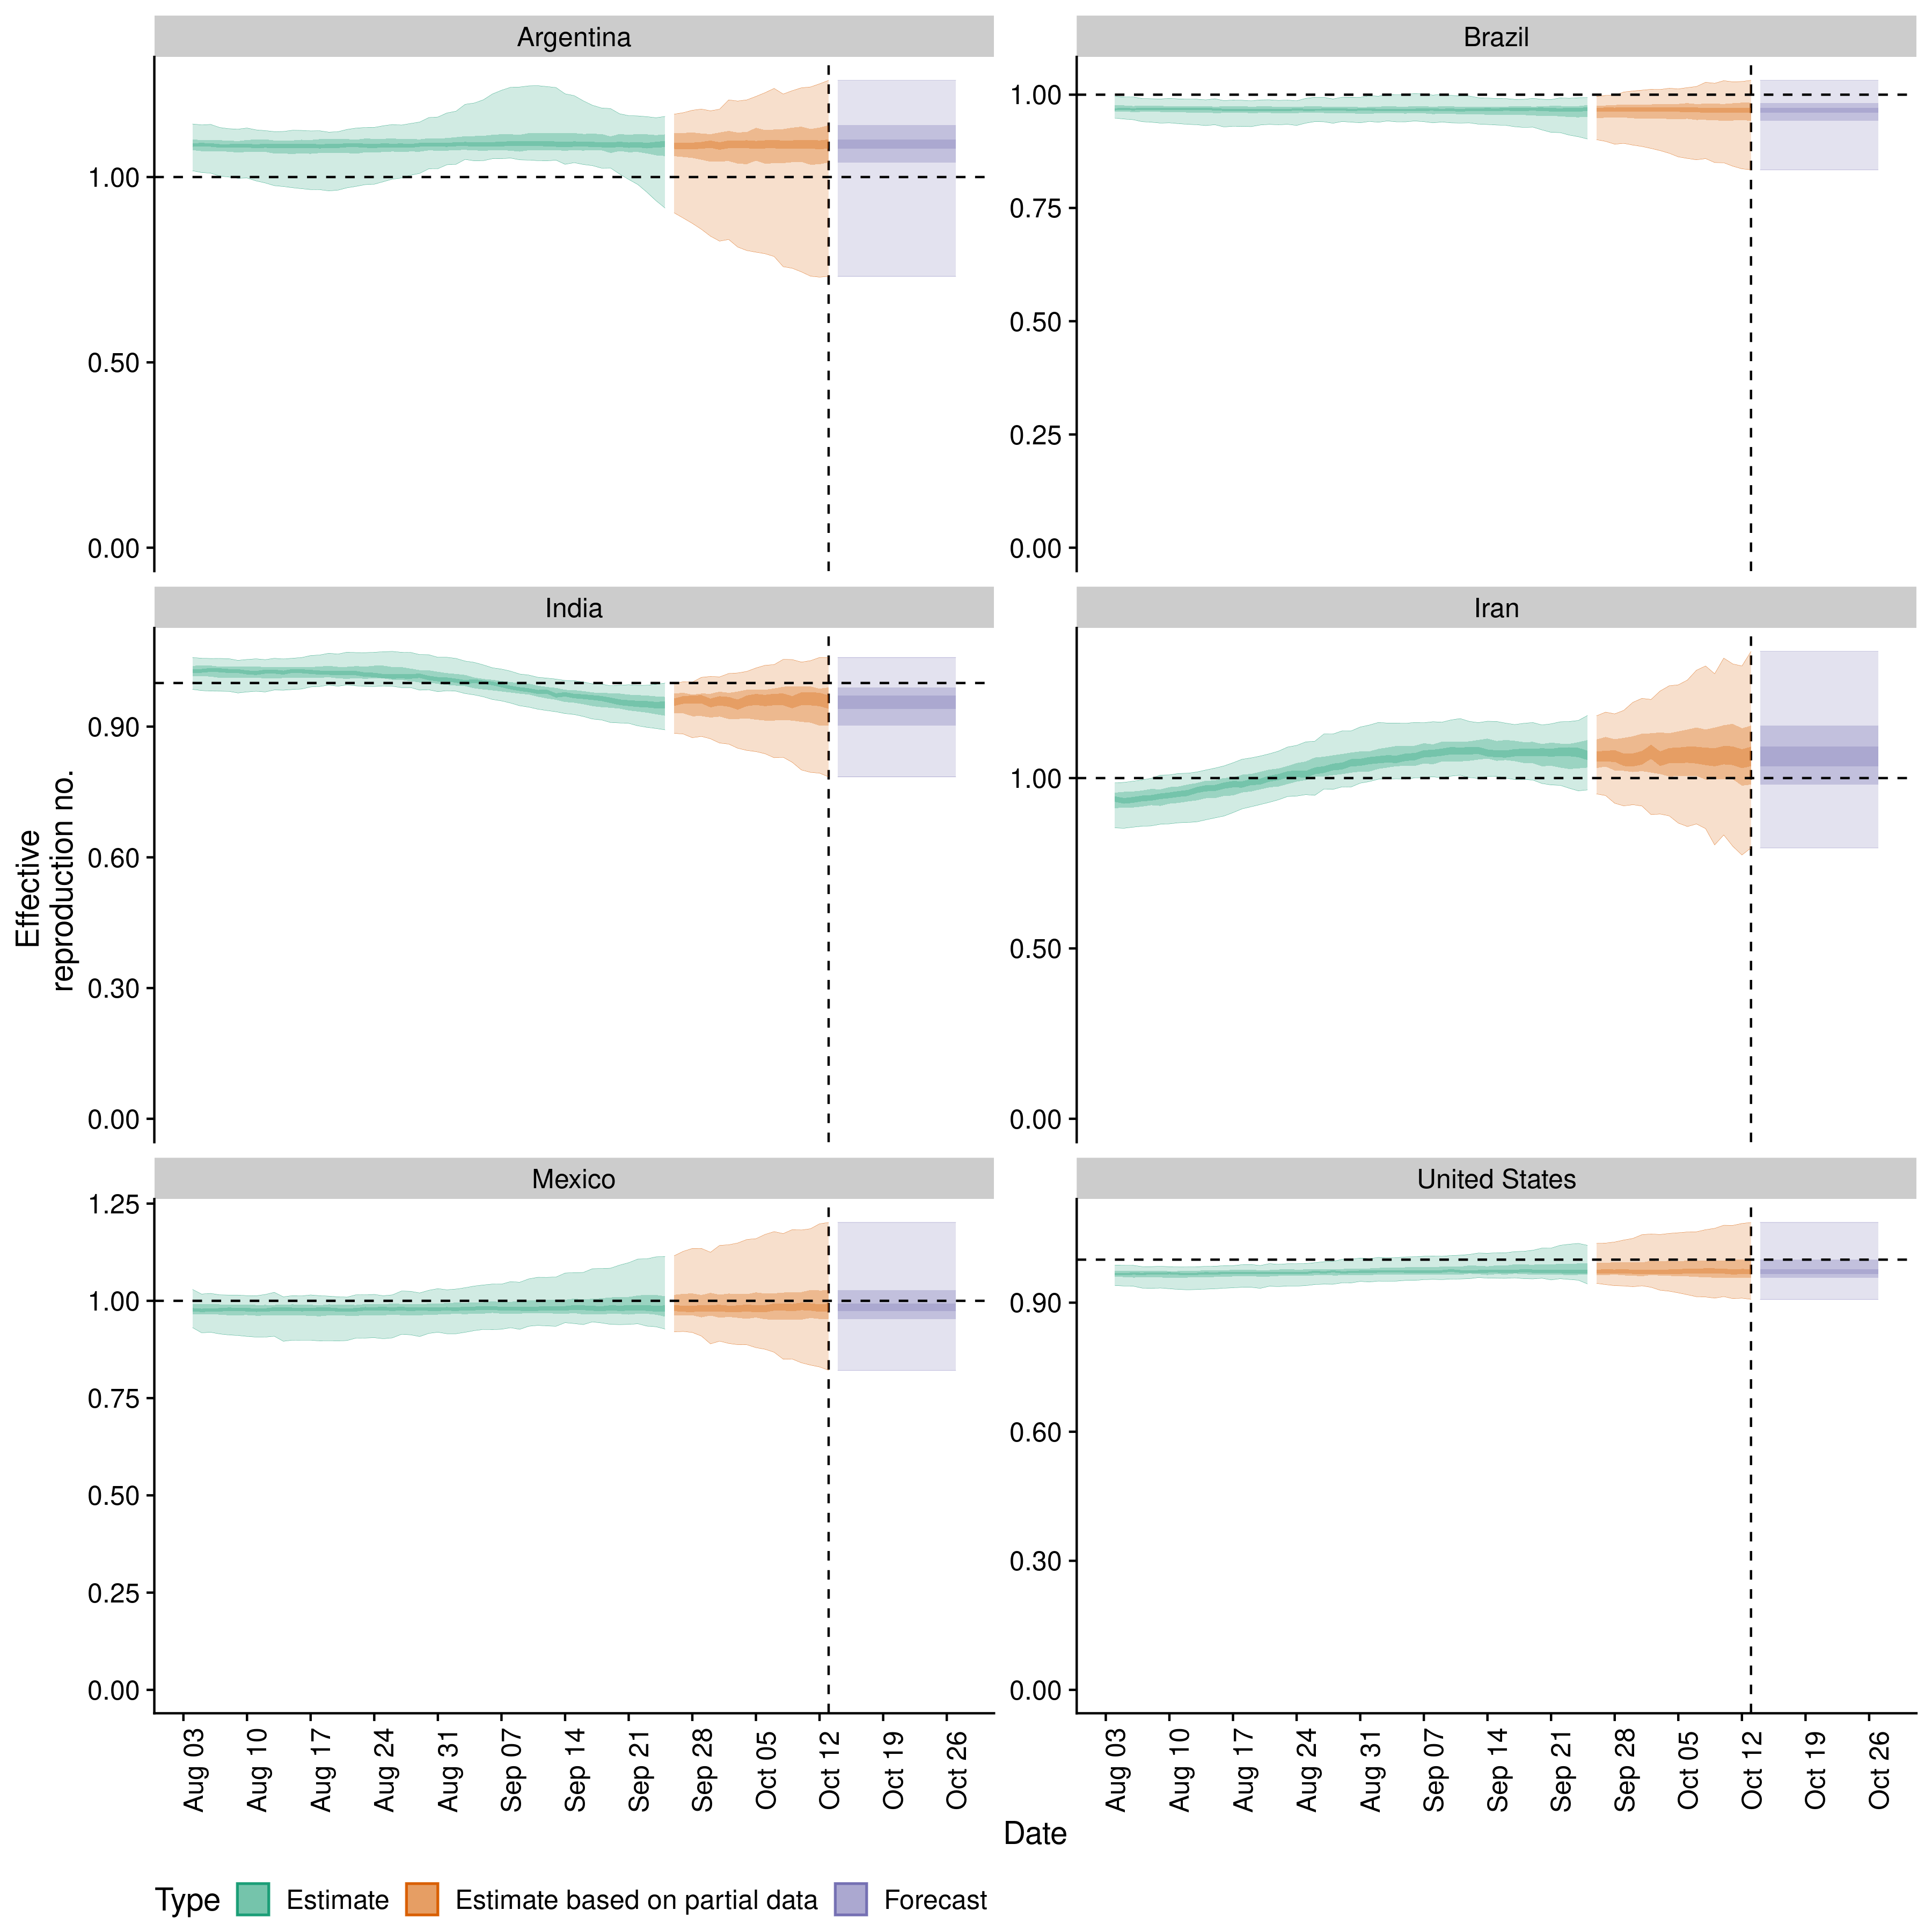 Argentina
Brazil
1.00
0.50
0.00
1.00
0.75
0.50
0.25
0.00
India
Iran
0.90
0.60
0.30
0.00
1.00
0.50
0.00
Effective
reproduction no.
Mexico
United States
1.25
1.00
0.75
0.50
0.25
0.00
0.90
0.60
0.30
0.00
Aug 03
Aug 10
Aug 17
Aug 24
Aug 31
Sep 07
Sep 14
Sep 21
Sep 28
Oct 05
Oct 12
Oct 19
Oct 26
Aug 03
Aug 10
Aug 17
Aug 24
Aug 31
Sep 07
Sep 14
Sep 21
Sep 28
Oct 05
Oct 12
Oct 19
Oct 26
Date
Type Estimate Estimate based on partial data Forecast